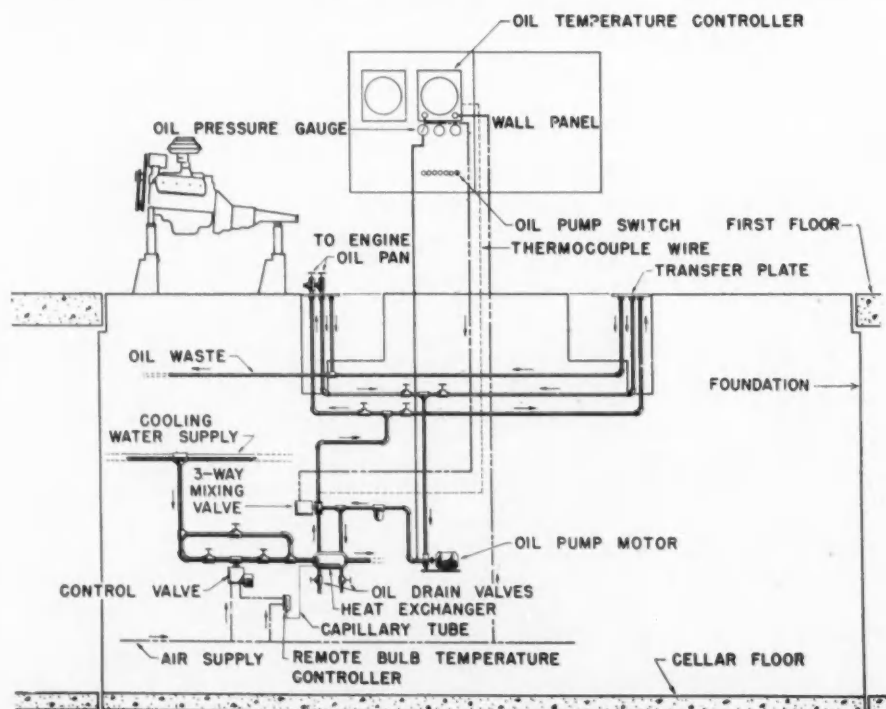 OIL TEMPERATURE CONTROLLER
OIL PRESSURE GAUGE
WALL PANEL
OIL PUMP SWITCH
FIRST FLOOR
TO ENGINE
OIL PAN
THERMOCOUPLE WIRE
TRANSFER PLATE
OIL WASTE
FOUNDATION
COOLING
WATER SUPPLY
3-WAY
MIXING
VALVE
OIL PUMP MOTOR
CONTROL VALVE
OIL DRAIN VALVES
HEAT EXCHANGER
CAPILLARY TUBE
AIR SUPPLY
REMOTE BULB TEMPERATURE
CONTROLLER
CELLAR FLOOR